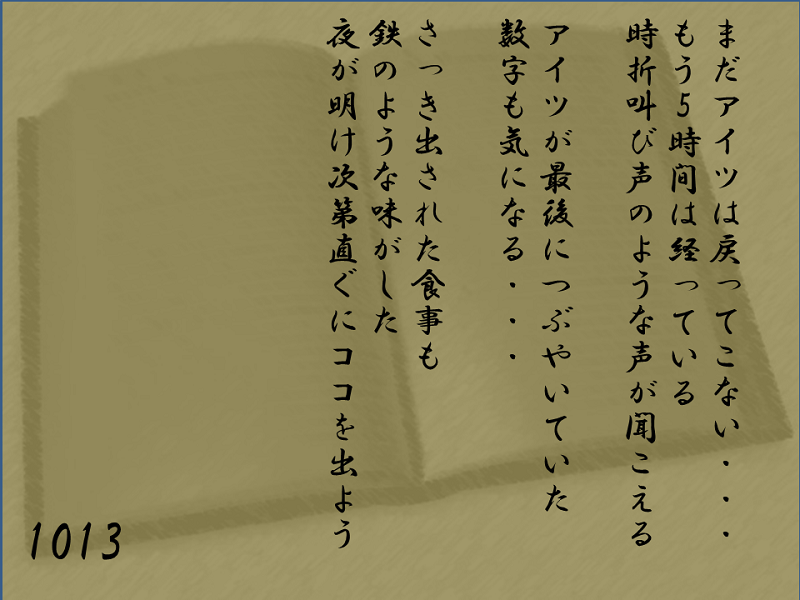 まだアイツは戻ってこない・・・
もう5時間は経っている
時折叫び声のような声が聞こえる
アイツが最後につぶやいていた
数字も気になる・・・
さっき出された食事も
鉄のような味がした
夜が明け次第直ぐにココを出よう
1013